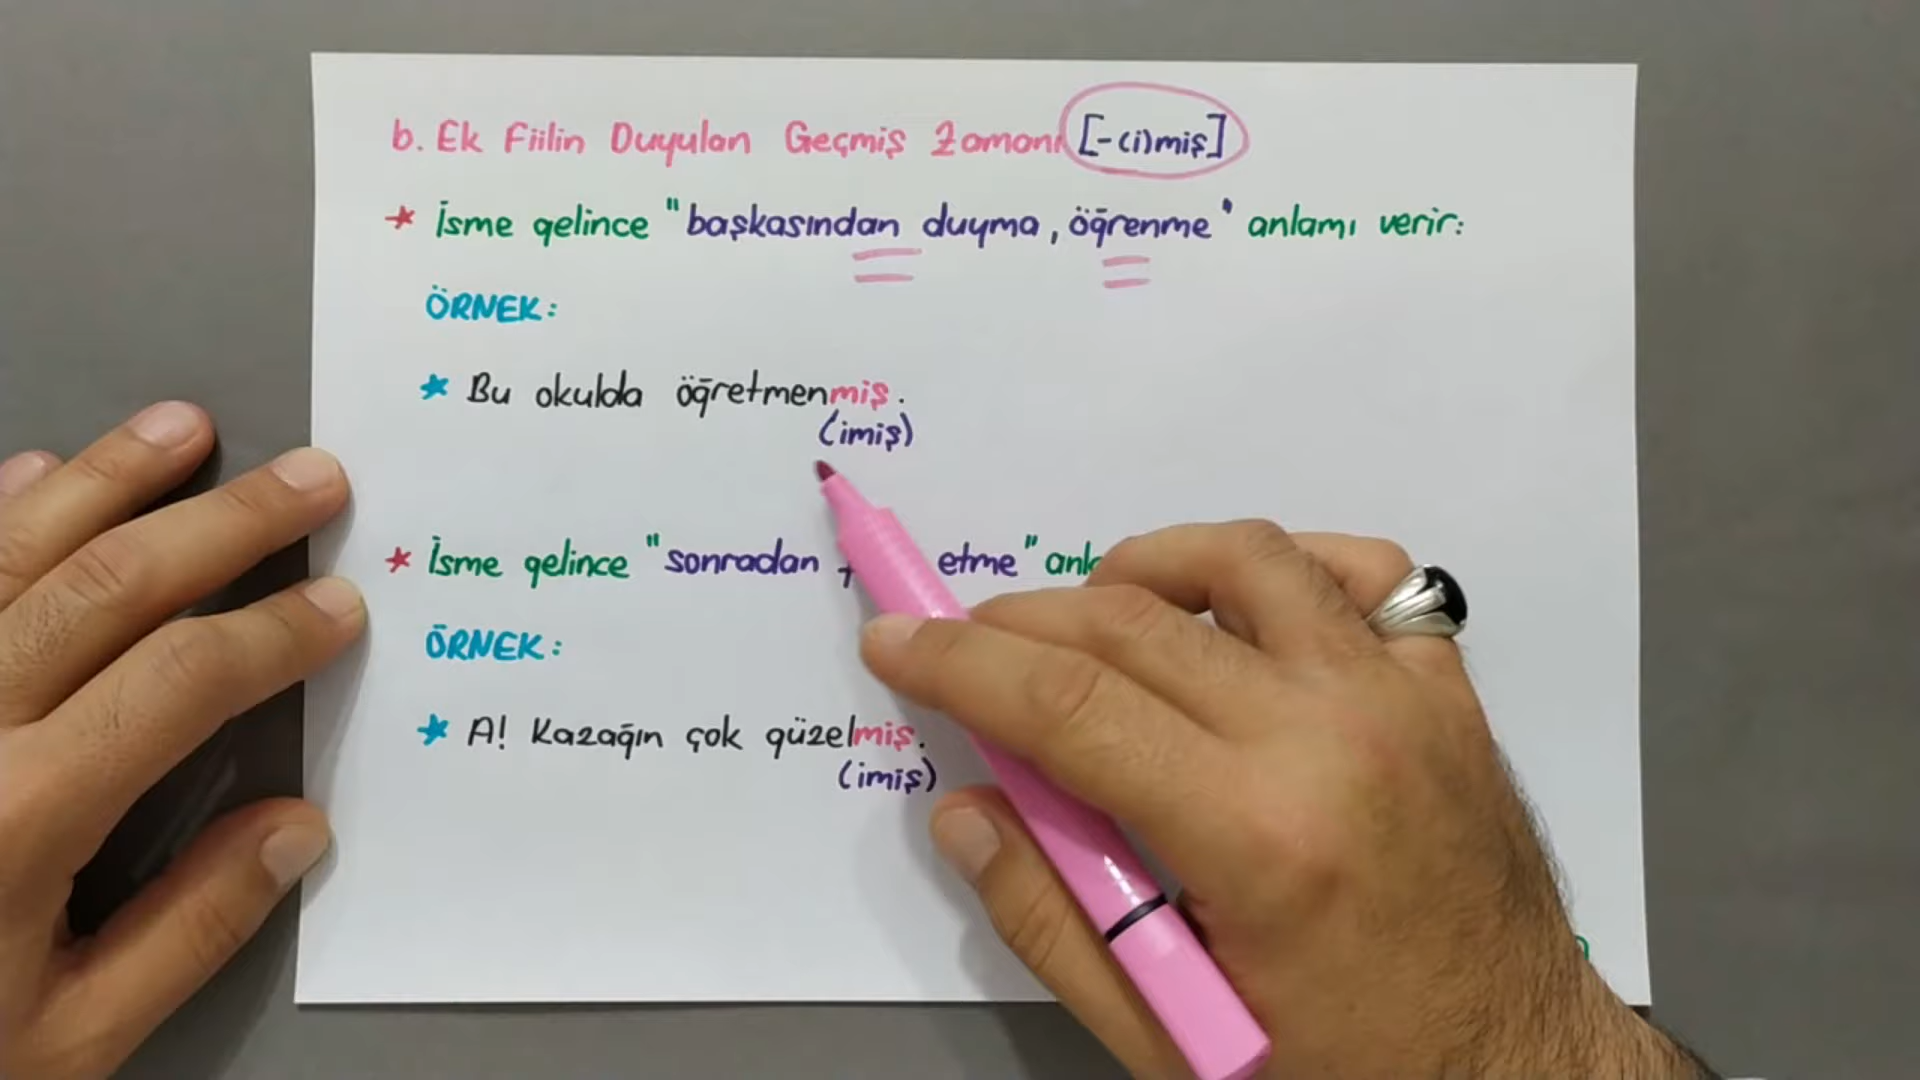 b. Ek Fiilin Duyulan Geçmiş Zamanı [-(i)miş]
* İsme gelince "başkasından duyma, öğrenme" anlamı verir:
ÖRNEK:
* Bu okulda öğretmenmiş.
(imiş)
* İsme gelince "sonradan etme"
ÖRNEK:
* A! Kazağın çok güzelmiş.
(imiş)